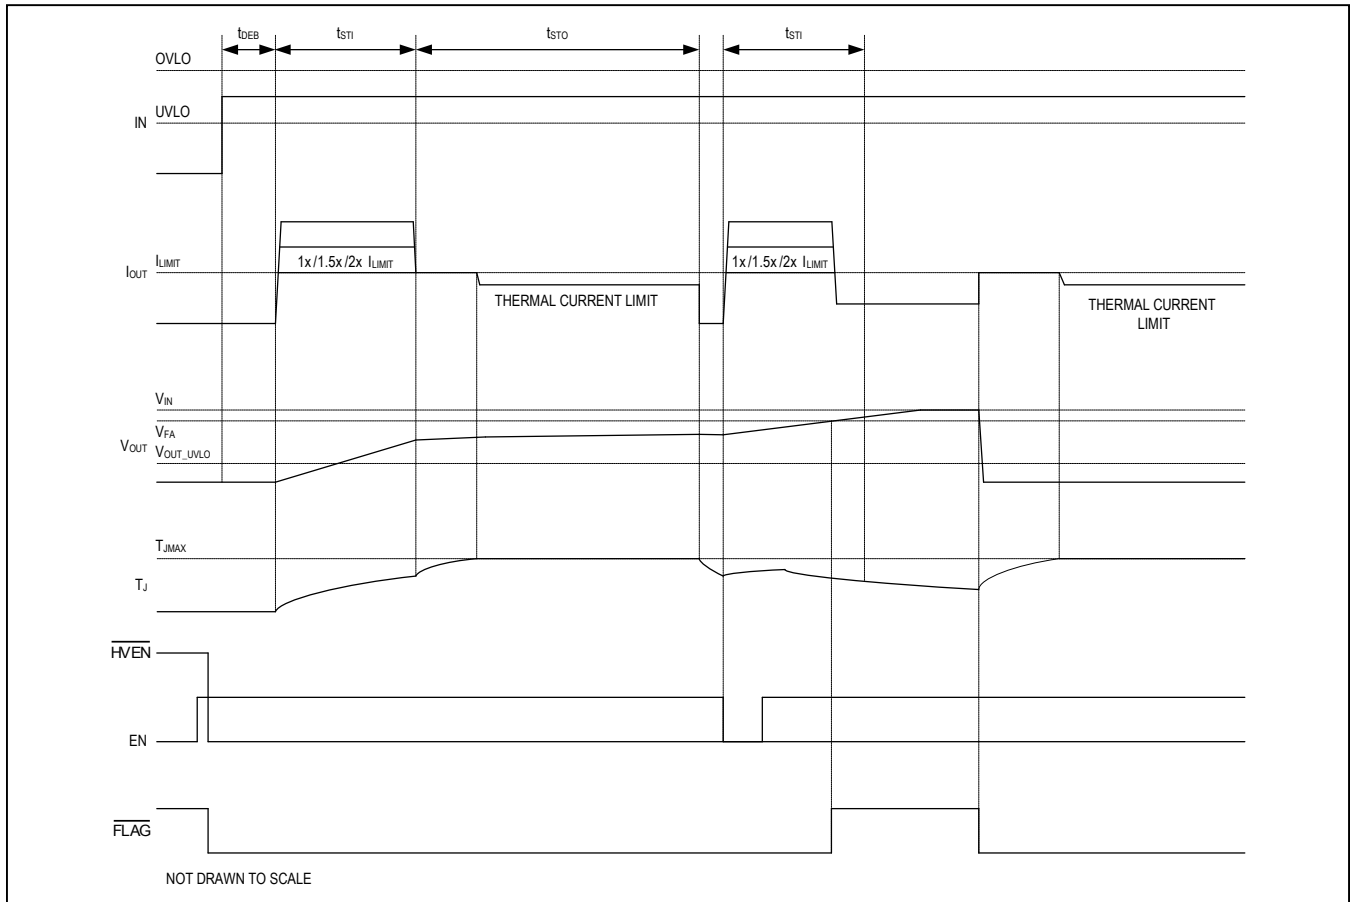 tDEB tSTI tSTO tSTI
OVLO
UVLO
IN
ILIMIT
IOUT
1x/1.5x/2x ILIMIT
1x/1.5x/2x ILIMIT
THERMAL CURRENT LIMIT
THERMAL CURRENT
LIMIT
VIN
VFA
VOUT
VOUT_UVLO
TJMAX
TJ
HVEN
EN
FLAG
NOT DRAWN TO SCALE